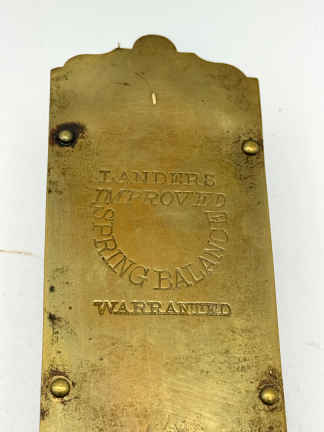 LANDERS
IMPROVED
SPRING BALANCE
WARRANTED